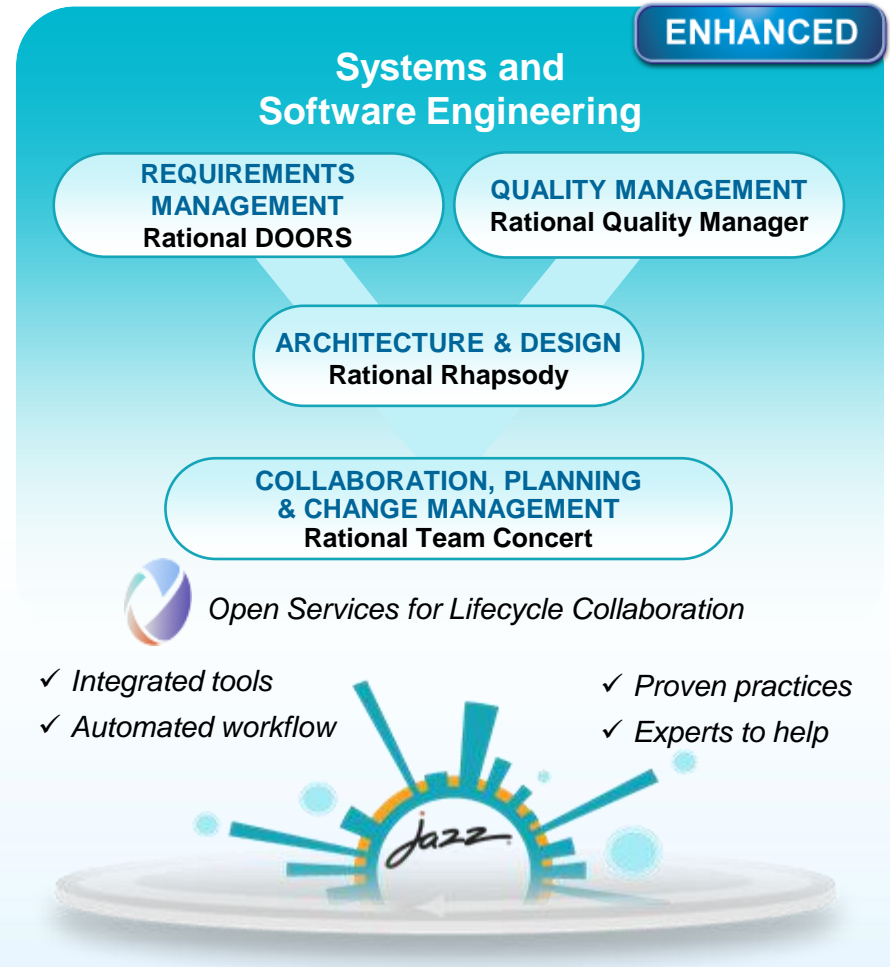 ENHANCED
Systems and
Software Engineering
REQUIREMENTS
MANAGEMENT
Rational DOORS
QUALITY MANAGEMENT
Rational Quality Manager
ARCHITECTURE & DESIGN
Rational Rhapsody
COLLABORATION, PLANNING
& CHANGE MANAGEMENT
Rational Team Concert
Open Services for Lifecycle Collaboration
✓ Integrated tools
✓ Automated workflow
✓ Proven practices
✓ Experts to help
jazz